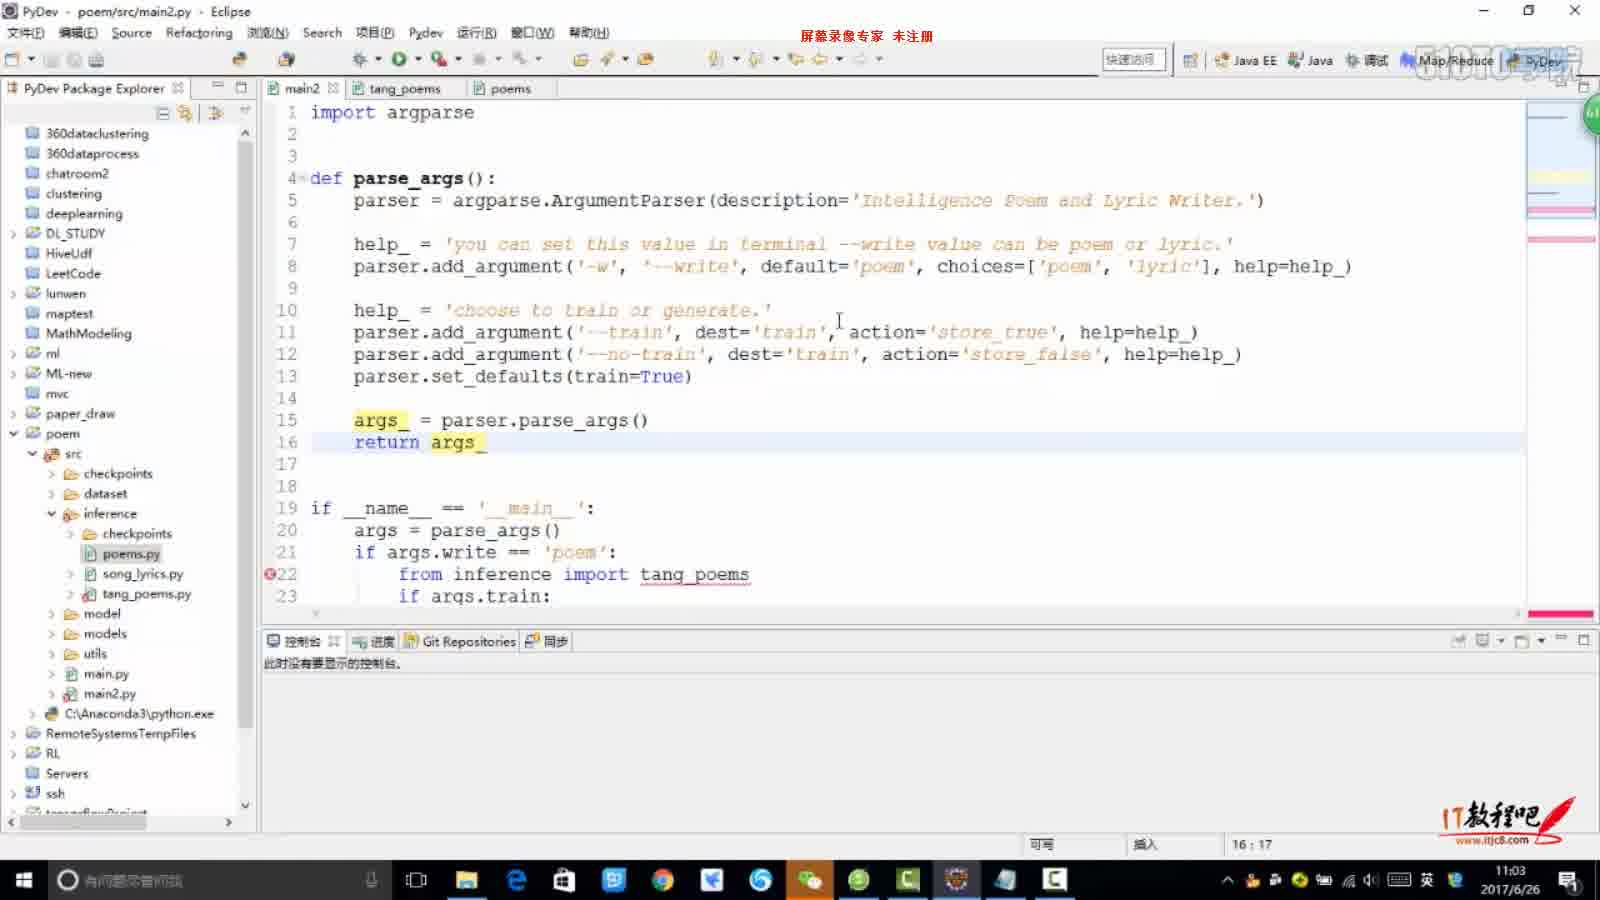 PyDev - poem/src/main2.py - Eclipse
文件(F) 编辑(E) Source Refactoring 浏览(N) Search 项目(P) Pydev 运行(R) 窗口(W) 帮助(H)
屏幕录像专家 未注册
快速访问 Java EE Java 调试 Map/Reduce PyDev
51CTO学院
PyDev Package Explorer
main2 tang_poems poems
360dataclustering
360dataprocess
chatroom2
clustering
deeplearning
DL_STUDY
HiveUdf
LeetCode
lunwen
maptest
MathModeling
ml
ML-new
mvc
paper_draw
poem
src
checkpoints
dataset
inference
checkpoints
poems.py
song_lyrics.py
tang_poems.py
model
models
utils
main.py
main2.py
C:\Anaconda3\python.exe
RemoteSystemsTempFiles
RL
Servers
ssh
1 import argparse
2
3
4 def parse_args():
5 parser = argparse.ArgumentParser(description='Intelligence Poem and Lyric Writer.')
6
7 help_ = 'you can set this value in terminal --write value can be poem or lyric.'
8 parser.add_argument('-w', '--write', default='poem', choices=['poem', 'lyric'], help=help_)
9
10 help_ = 'choose to train or generate.'
11 parser.add_argument('--train', dest='train', action='store_true', help=help_)
12 parser.add_argument('--no-train', dest='train', action='store_false', help=help_)
13 parser.set_defaults(train=True)
14
15 args_ = parser.parse_args()
16 return args_
17
18
19 if __name__ == '__main__':
20 args = parse_args()
21 if args.write == 'poem':
22 from inference import tang_poems
23 if args.train:
控制台 进度 Git Repositories 同步
此时没有要显示的控制台。
IT教程吧
www.itjc8.com
可写 插入 16 : 17
有问题尽管问我
英
11:03
2017/6/26
1